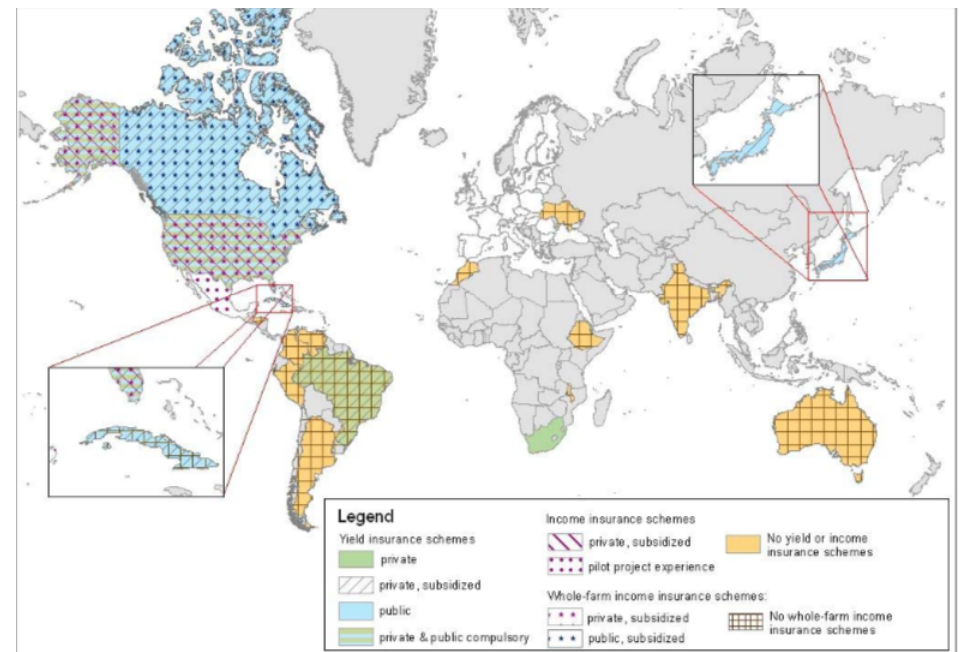 Legend
Yield insurance schemes
private
private, subsidized
public
private & public compulsory
Income insurance schemes
private, subsidized
pilot project experience
Whole-farm income insurance schemes:
private, subsidized
public, subsidized
No yield or income
insurance schemes
No whole-farm income
insurance schemes